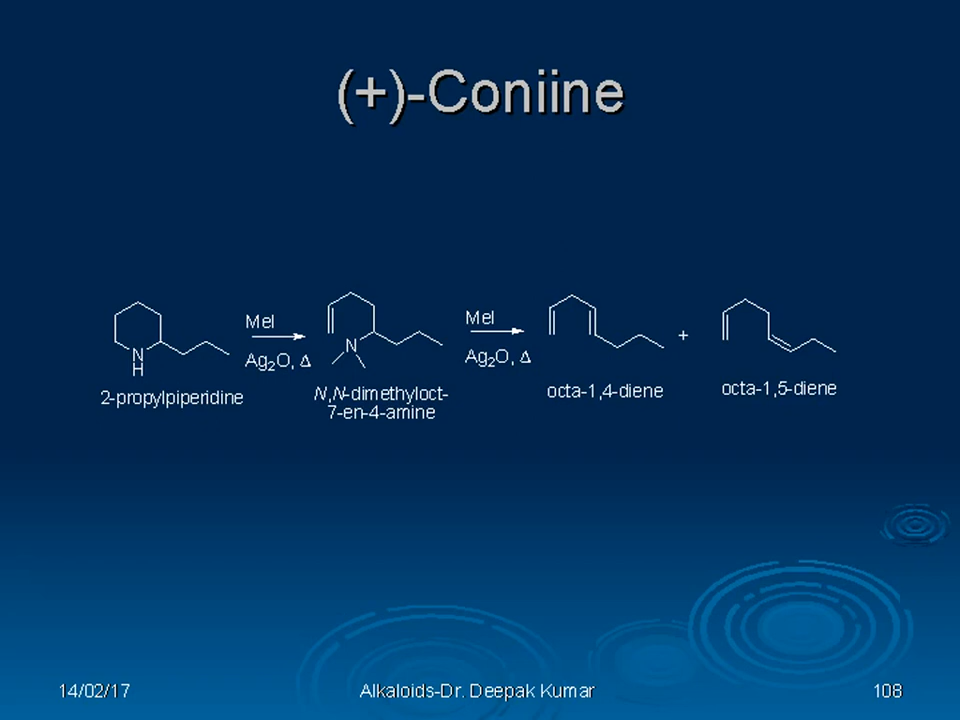 (+)-Coniine
MeI
Ag₂O, Δ
MeI
Ag₂O, Δ
N
H
N
+
2-propylpiperidine
N,N-dimethyloct-
7-en-4-amine
octa-1,4-diene
octa-1,5-diene
14/02/17
Alkaloids-Dr. Deepak Kumar
108